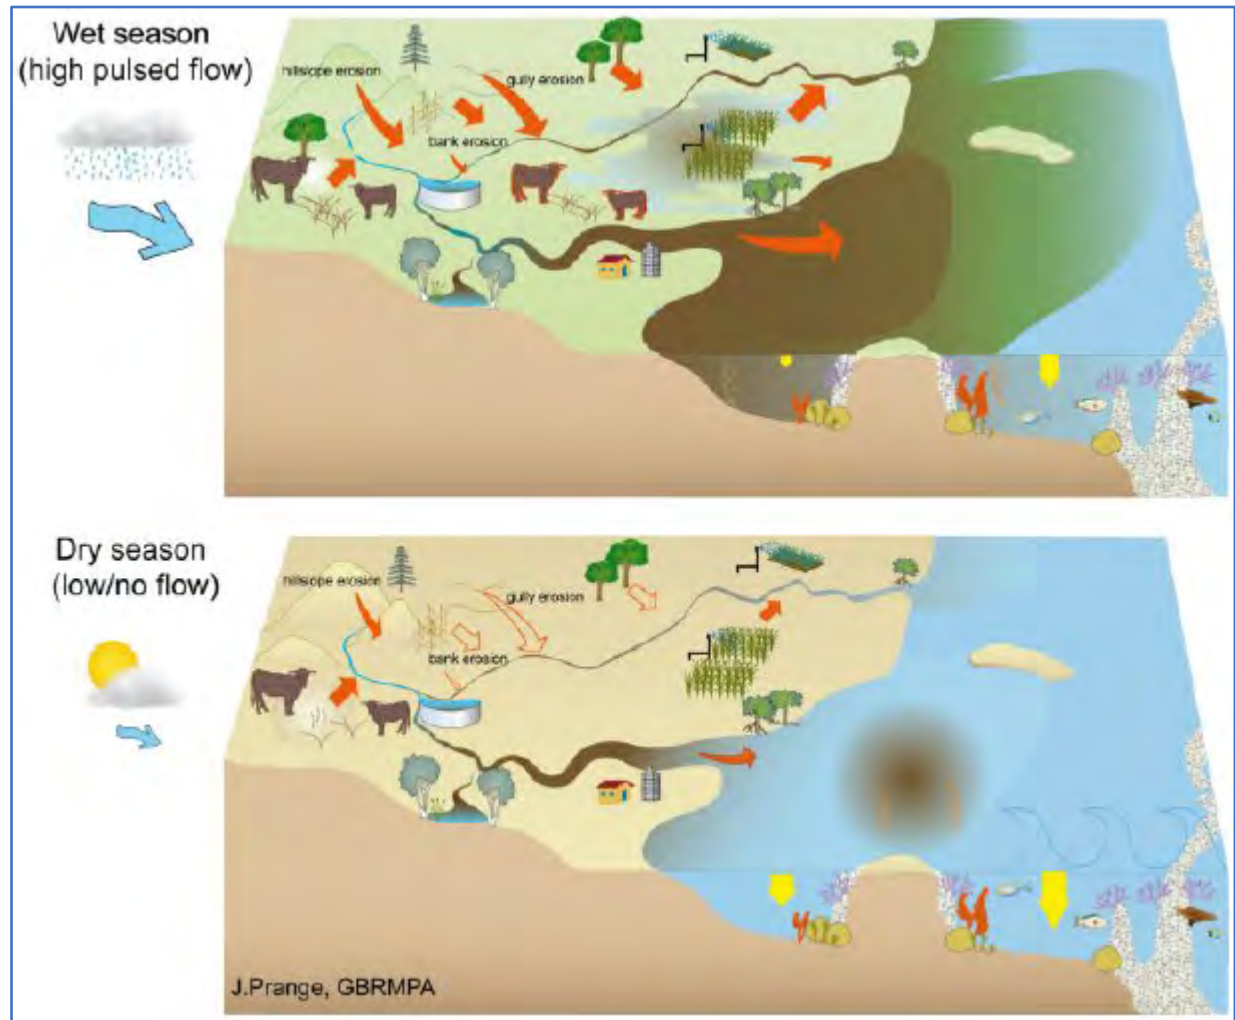 Wet season
(high pulsed flow)
hillslope erosion
gully erosion
bank erosion
Dry season
(low/no flow)
hillslope erosion
gully erosion
bank erosion
J.Prange, GBRMPA